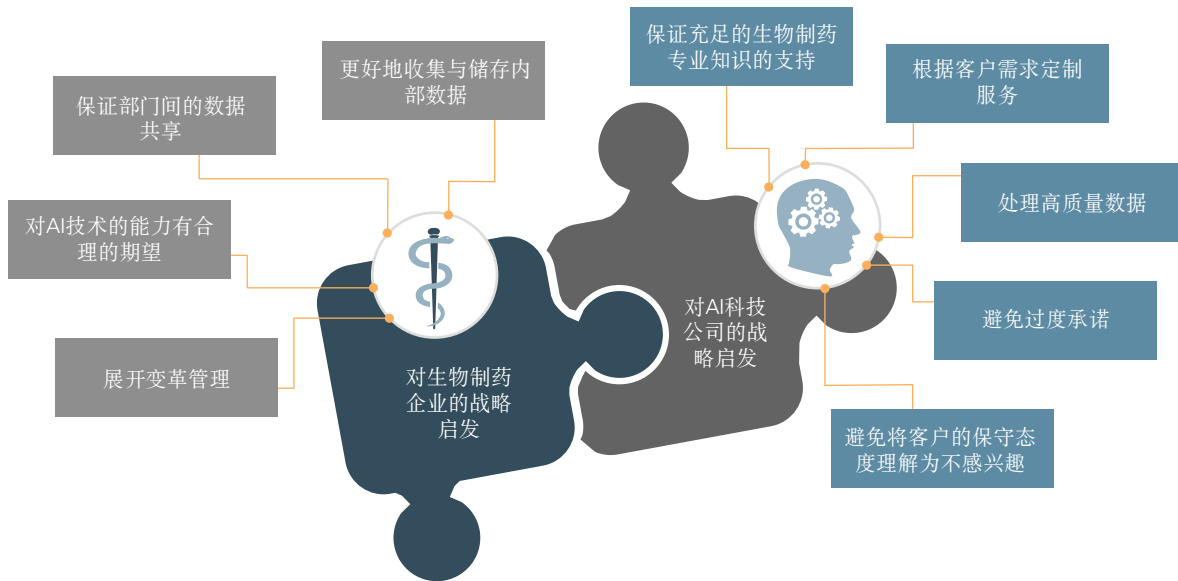 更好地收集与储存内
部数据
保证部门间的数据
共享
对AI技术的能力有合
理的期望
展开变革管理
对生物制药
企业的战略
启发
保证充足的生物制药
专业知识的支持
根据客户需求定制
服务
处理高质量数据
避免过度承诺
避免将客户的保守态
度理解为不感兴趣
对AI科技
公司的战
略启发